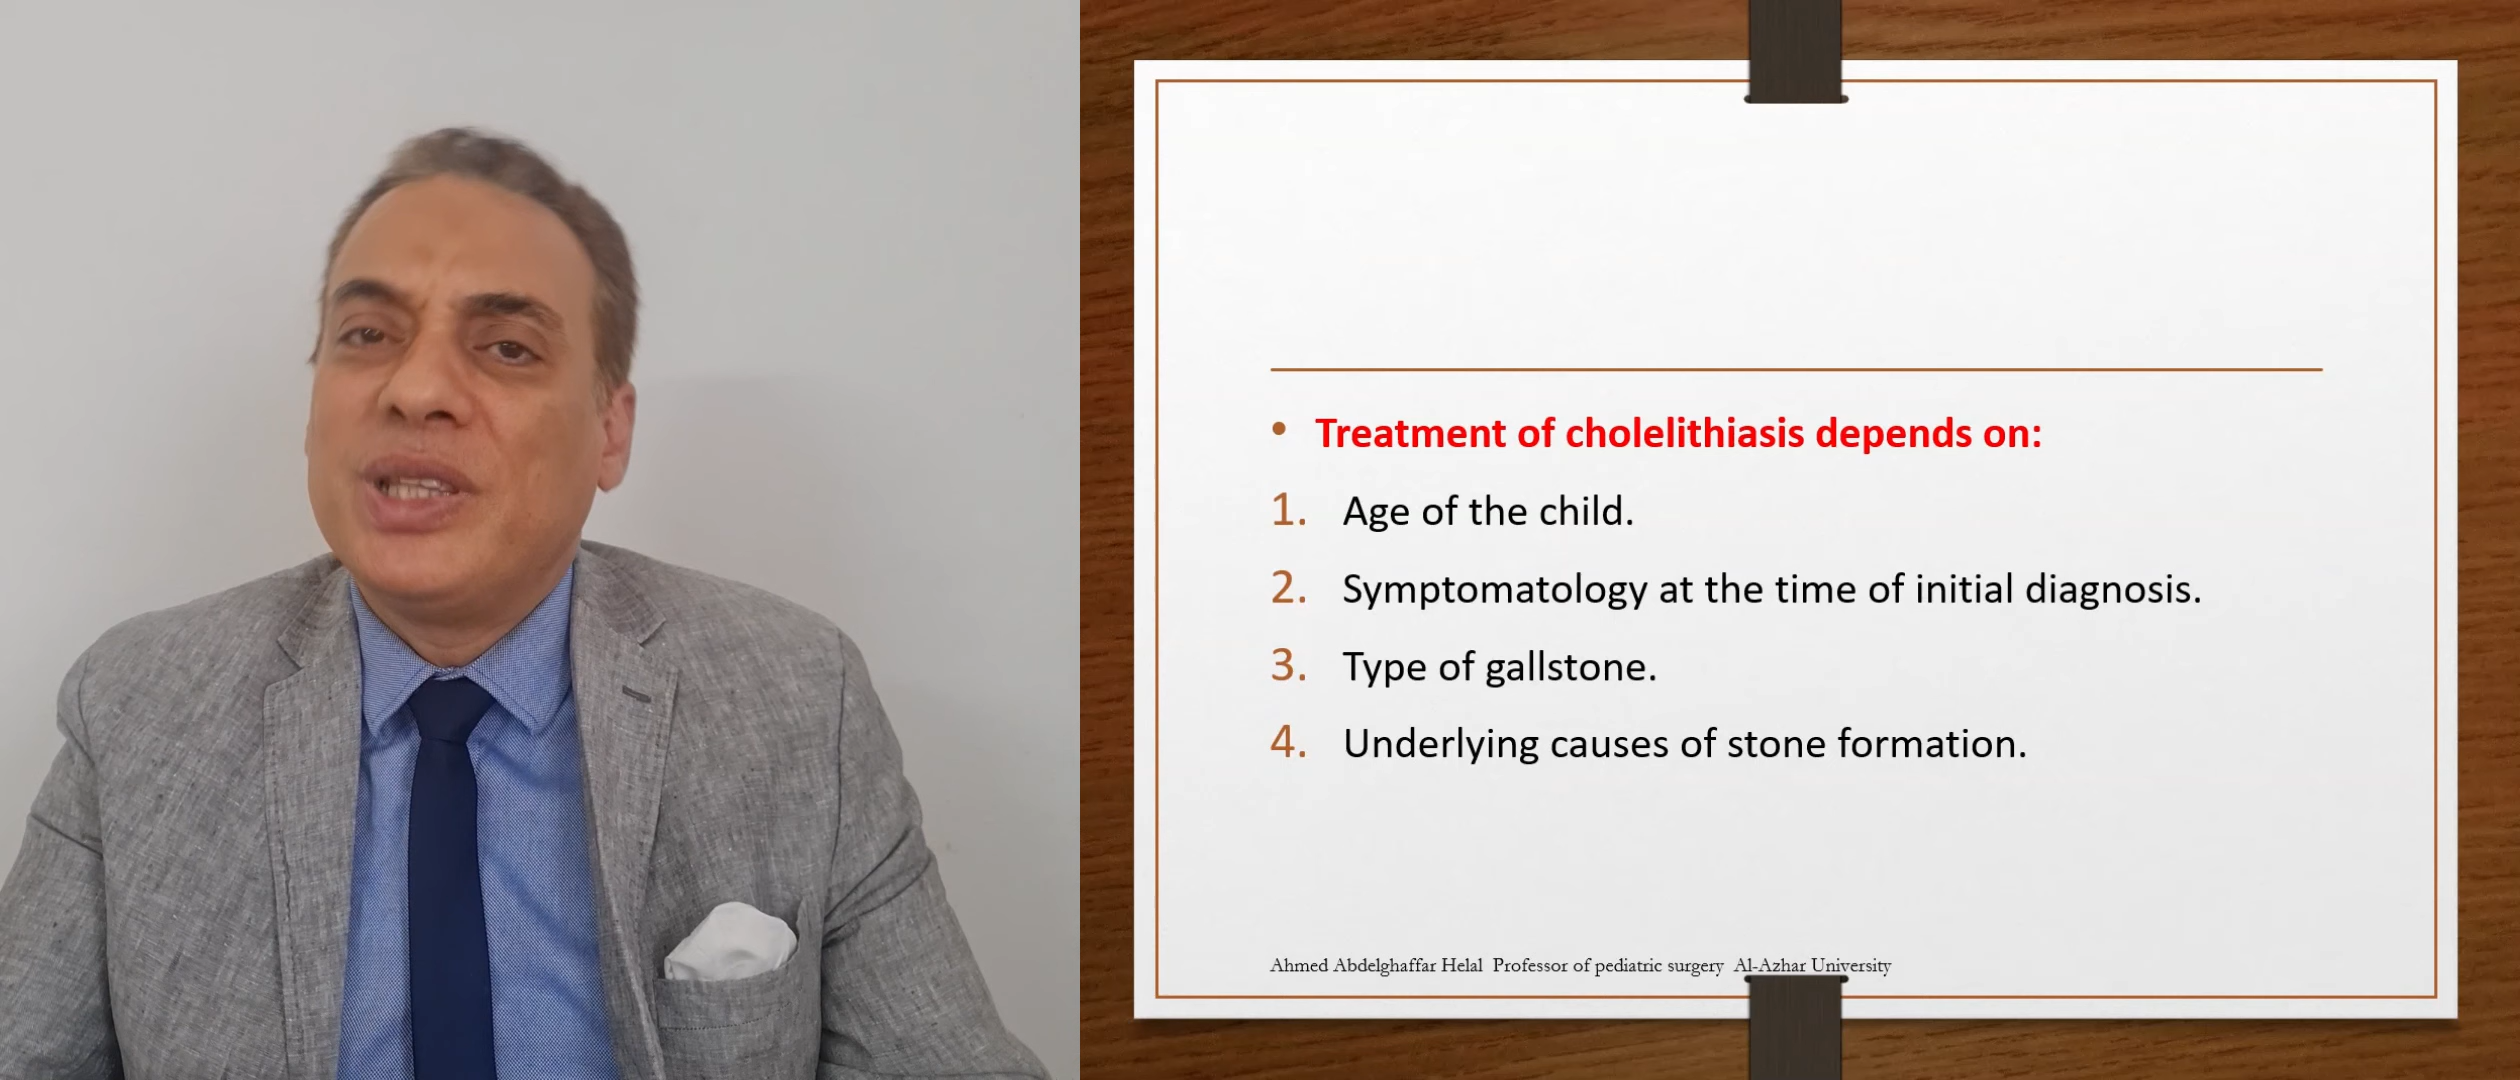 • Treatment of cholelithiasis depends on:
1. Age of the child.
2. Symptomatology at the time of initial diagnosis.
3. Type of gallstone.
4. Underlying causes of stone formation.
Ahmed Abdelghaffar Helal Professor of pediatric surgery Al-Azhar University